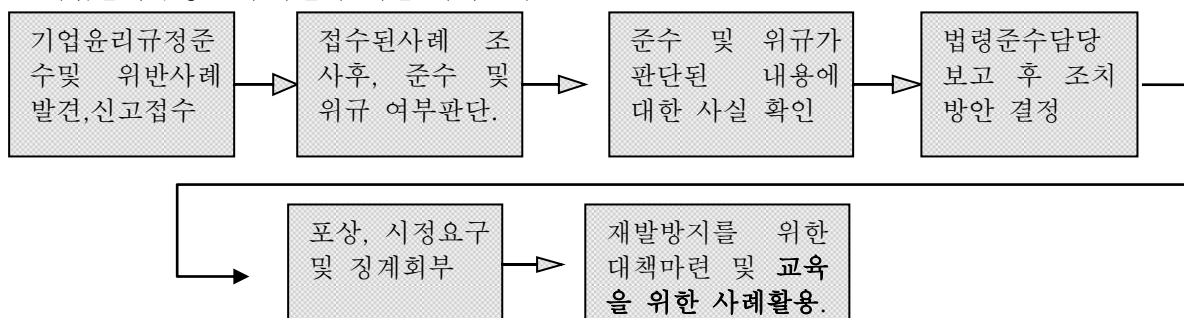 기업윤리규정준
수및 위반사례
발견,신고접수
접수된사례 조
사후, 준수 및
위규 여부판단.
준수 및 위규가
판단된 내용에
대한 사실 확인
법령준수담당
보고 후 조치
방안 결정
포상, 시정요구
및 징계회부
재발방지를 위한
대책마련 및 교육
을 위한 사례활용.